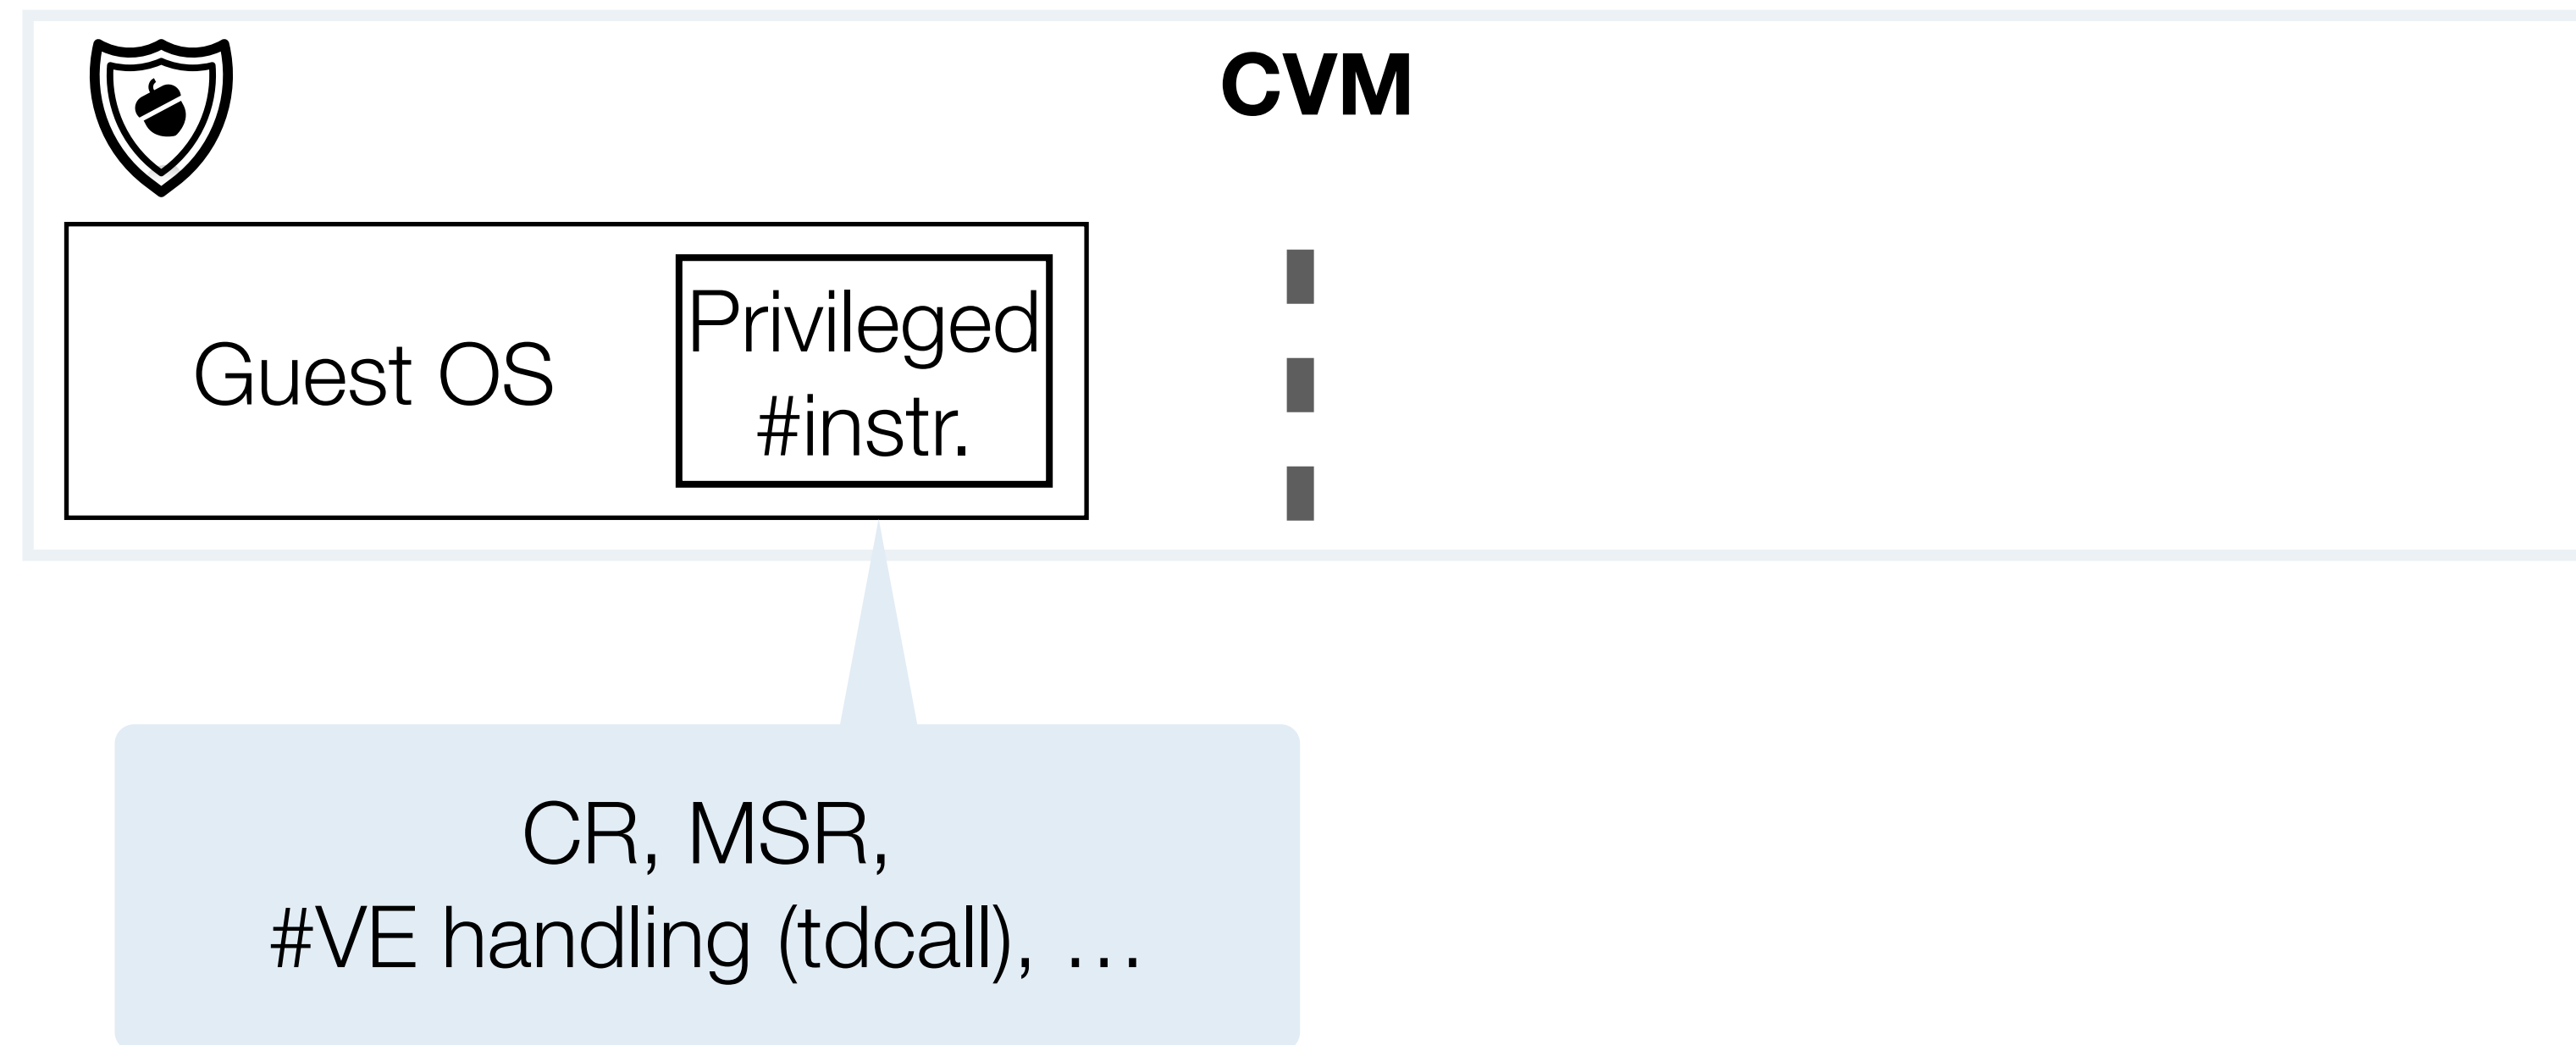 CVM
Guest OS
Privileged
#instr.
CR, MSR,
#VE handling (tdcall), …